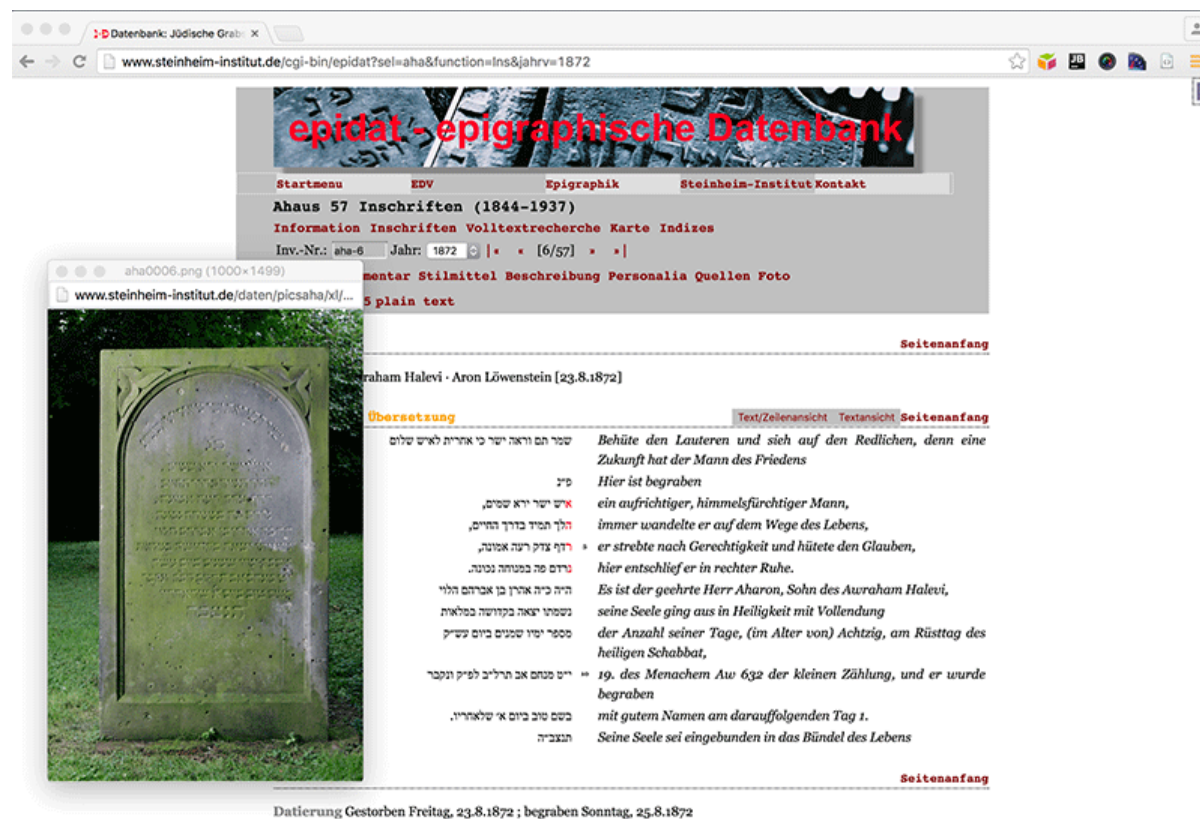 Datenbank: Jüdische Grab
www.steinheim-institut.de/cgi-bin/epidat?sel=aha&function=Ins&jahrv=1872
epidat - epigraphische Datenbank
Startmenu EDV Epigraphik Steinheim-Institut Kontakt
Ahaus 57 Inschriften (1844-1937)
Information Inschriften Volltextrecherche Karte Indizes
Inv.-Nr.: aha-6 Jahr: 1872 |« « [6/57] » »|
mentar Stilmittel Beschreibung Personalia Quellen Foto
5 plain text
aha0006.png (1000×1499)
www.steinheim-institut.de/daten/picsaha/xl/...
Seitenanfang
raham Halevi · Aron Löwenstein [23.8.1872]
Übersetzung Text/Zeilenansicht Textansicht Seitenanfang
שמר תם וראה ישר כי אחרית לאיש שלום Behüte den Lauteren und sieh auf den Redlichen, denn eine
Zukunft hat der Mann des Friedens
פ״נ Hier ist begraben
איש ישר ירא שמים, ein aufrichtiger, himmelsfürchtiger Mann,
הלך תמיד בדרך החיים, immer wandelte er auf dem Wege des Lebens,
רדף צדק רעה אמונה, » er strebte nach Gerechtigkeit und hütete den Glauben,
נרדם פה במנוחה נכונה. hier entschlief er in rechter Ruhe.
ה״ה כ״ה אהרן בן אברהם הלוי Es ist der geehrte Herr Aharon, Sohn des Awraham Halevi,
נשמתו יצאה בקדושה במלאות seine Seele ging aus in Heiligkeit mit Vollendung
מספר ימיו שמנים ביום עש״ק der Anzahl seiner Tage, (im Alter von) Achtzig, am Rüsttag des
heiligen Schabbat,
י״ט מנחם אב תרל״ב לפ״ק ונקבר »» 19. des Menachem Aw 632 der kleinen Zählung, und er wurde
begraben
בשם טוב ביום א׳ שלאחריו. mit gutem Namen am darauffolgenden Tag 1.
תנצב״ה Seine Seele sei eingebunden in das Bündel des Lebens
Seitenanfang
Datierung Gestorben Freitag, 23.8.1872 ; begraben Sonntag, 25.8.1872